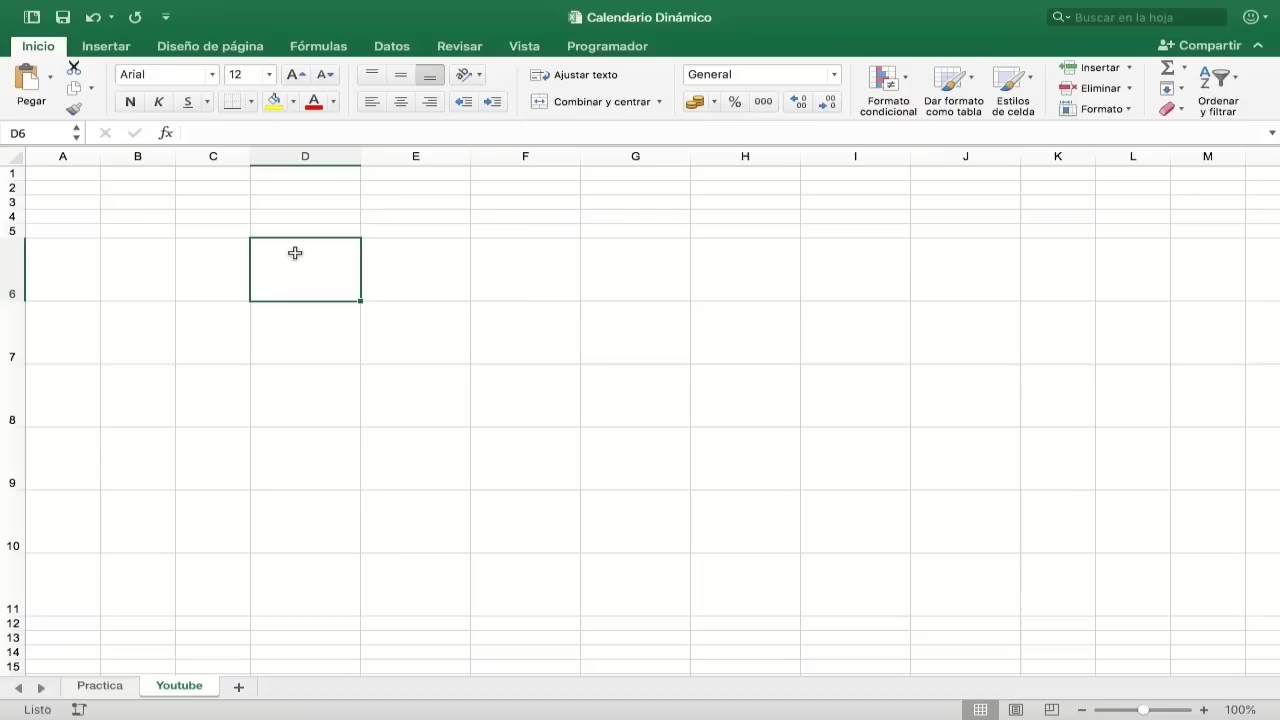 Calendario Dinámico
Buscar en la hoja
Inicio Insertar Diseño de página Fórmulas Datos Revisar Vista Programador Compartir
Pegar
Arial 12 A A
N K S A
Ajustar texto
Combinar y centrar
General
% 000 ,00 ,0
Formato condicional
Dar formato como tabla
Estilos de celda
Insertar
Eliminar
Formato
Σ
A Z
Ordenar y filtrar
D6 fx
A B C D E F G H I J K L M
1
2
3
4
5
6
7
8
9
10
11
12
13
14
15
Practica Youtube +
Listo 100%